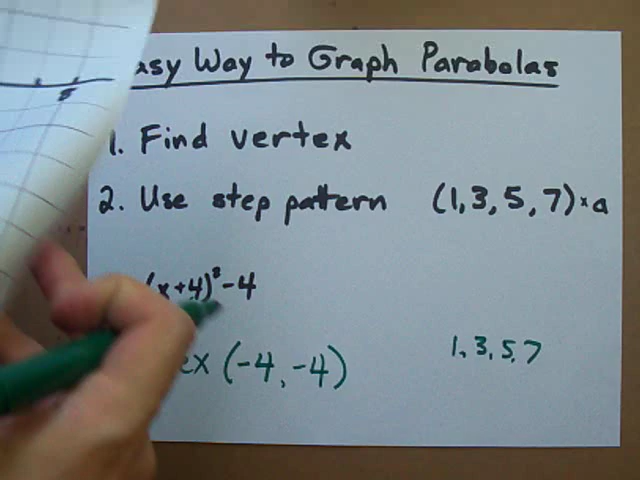 asy Way to Graph Parabolas
5
1. Find vertex
2. Use step pattern (1, 3, 5, 7) × a
(x+4)² - 4
ex (-4, -4) 1, 3, 5, 7